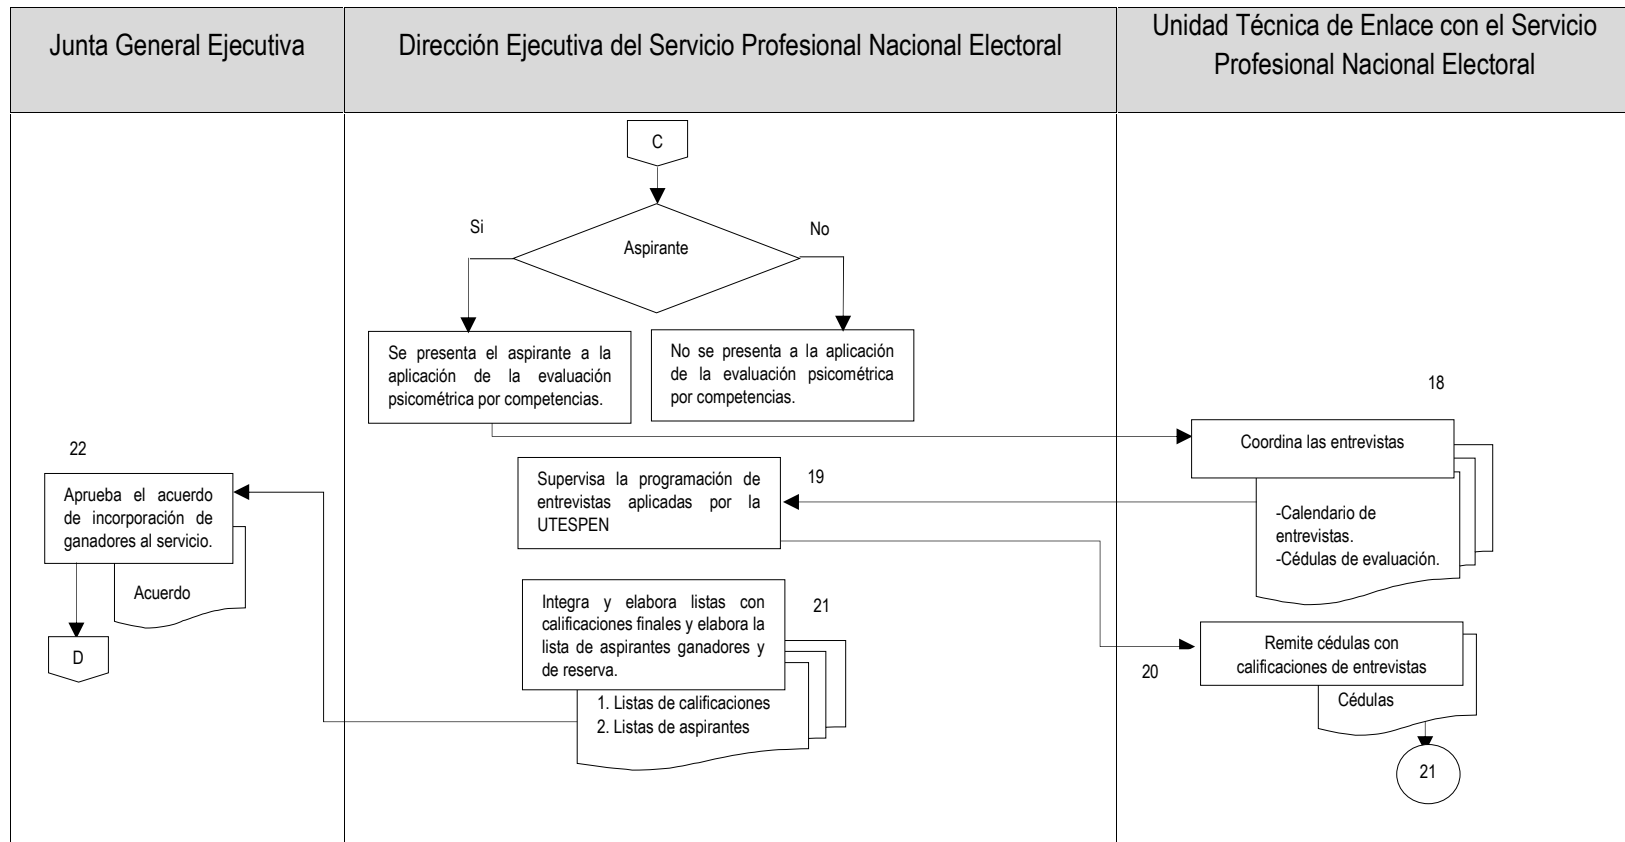 Junta General Ejecutiva
Dirección Ejecutiva del Servicio Profesional Nacional Electoral
Unidad Técnica de Enlace con el Servicio
Profesional Nacional Electoral
C
Si
No
Aspirante
Se presenta el aspirante a la
aplicación de la evaluación
psicométrica por competencias.
No se presenta a la aplicación
de la evaluación psicométrica
por competencias.
18
Coordina las entrevistas
-Calendario de
entrevistas.
-Cédulas de evaluación.
19
Supervisa la programación de
entrevistas aplicadas por la
UTESPEN
20
Remite cédulas con
calificaciones de entrevistas
Cédulas
21
21
Integra y elabora listas con
calificaciones finales y elabora la
lista de aspirantes ganadores y
de reserva.
1. Listas de calificaciones
2. Listas de aspirantes
22
Aprueba el acuerdo
de incorporación de
ganadores al servicio.
Acuerdo
D